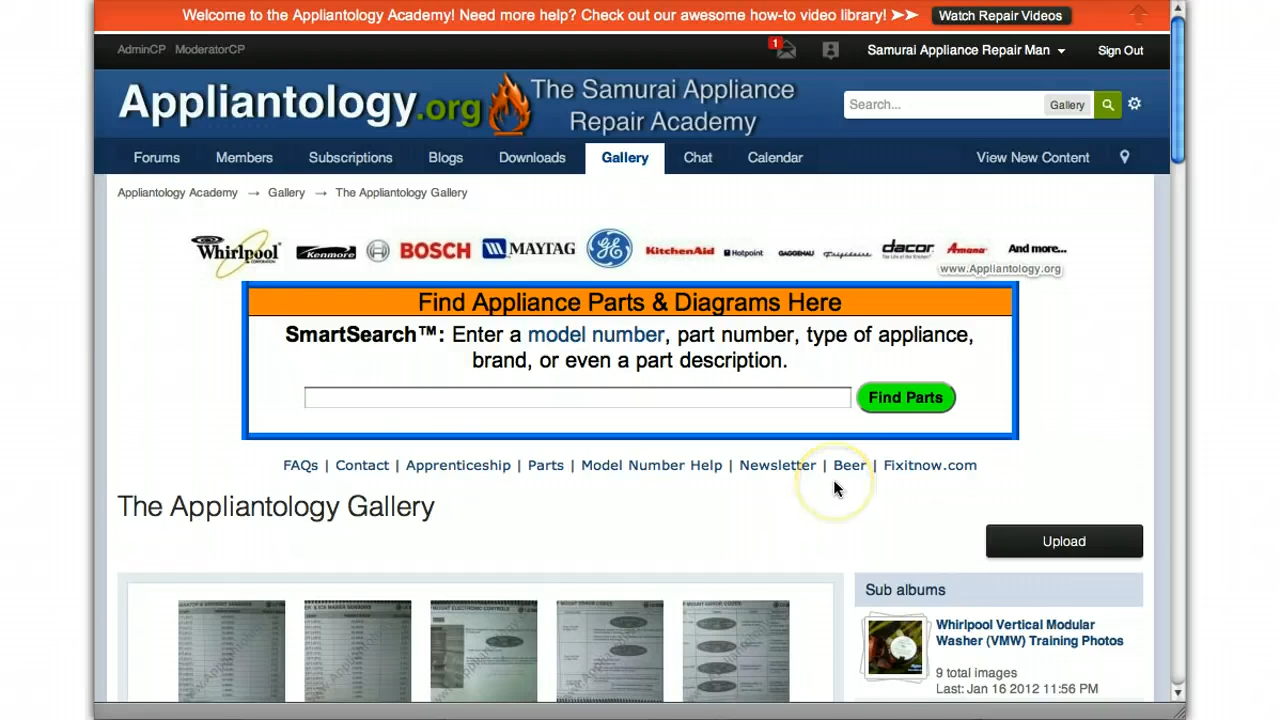 Welcome to the Appliantology Academy! Need more help? Check out our awesome how-to video library! ➤➤ Watch Repair Videos
AdminCP ModeratorCP 1 Samurai Appliance Repair Man Sign Out
Appliantology.org The Samurai Appliance
Repair Academy
Search... Gallery
Forums Members Subscriptions Blogs Downloads Gallery Chat Calendar View New Content
Appliantology Academy → Gallery → The Appliantology Gallery
Whirlpool CORPORATION Kenmore BOSCH MAYTAG GE KitchenAid Hotpoint GAGGENAU Frigidaire dacor Amana And more...
www.Appliantology.org
Find Appliance Parts & Diagrams Here
SmartSearch™: Enter a model number, part number, type of appliance,
brand, or even a part description.
Find Parts
FAQs | Contact | Apprenticeship | Parts | Model Number Help | Newsletter | Beer | Fixitnow.com
The Appliantology Gallery
Upload
Sub albums
Whirlpool Vertical Modular
Washer (VMW) Training Photos
9 total images
Last: Jan 16 2012 11:56 PM